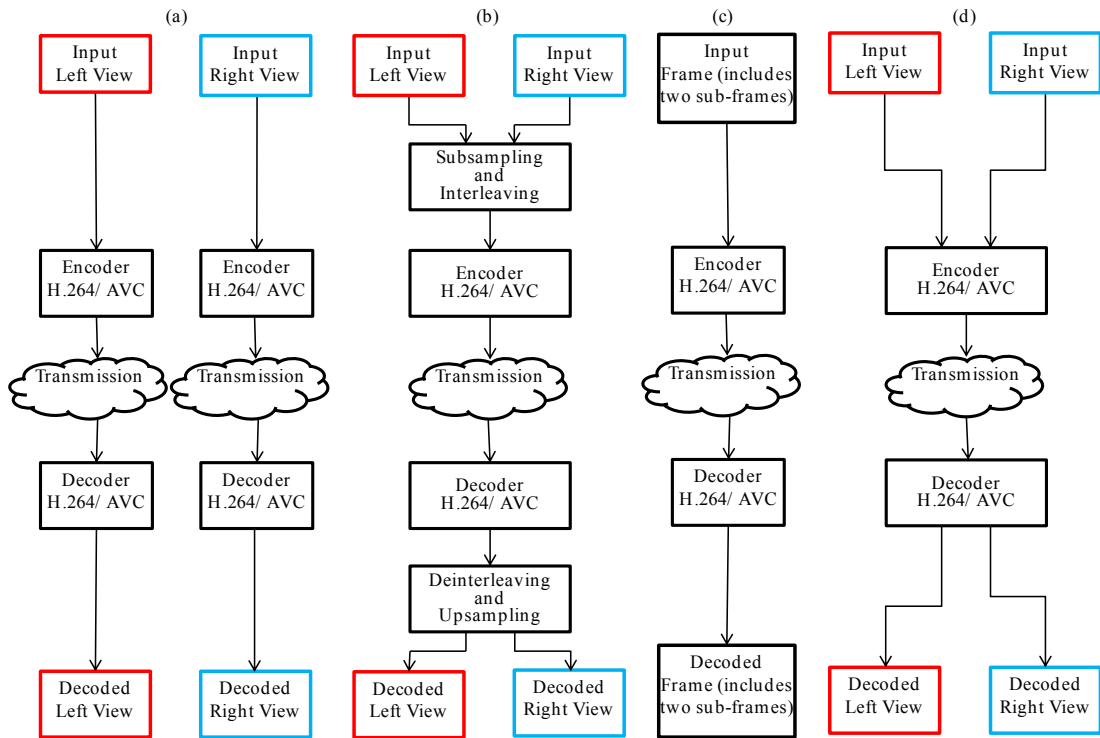 (a)
Input
Left View
Input
Right View
Encoder
H.264/ AVC
Encoder
H.264/ AVC
Transmission
Transmission
Decoder
H.264/ AVC
Decoder
H.264/ AVC
Decoded
Left View
Decoded
Right View
(b)
Input
Left View
Input
Right View
Subsampling
and
Interleaving
Encoder
H.264/ AVC
Transmission
Decoder
H.264/ AVC
Deinterleaving
and
Upsampling
Decoded
Left View
Decoded
Right View
(c)
Input
Frame (includes
two sub-frames)
Encoder
H.264/ AVC
Transmission
Decoder
H.264/ AVC
Decoded
Frame (includes
two sub-frames)
(d)
Input
Left View
Input
Right View
Encoder
H.264/ AVC
Transmission
Decoder
H.264/ AVC
Decoded
Left View
Decoded
Right View